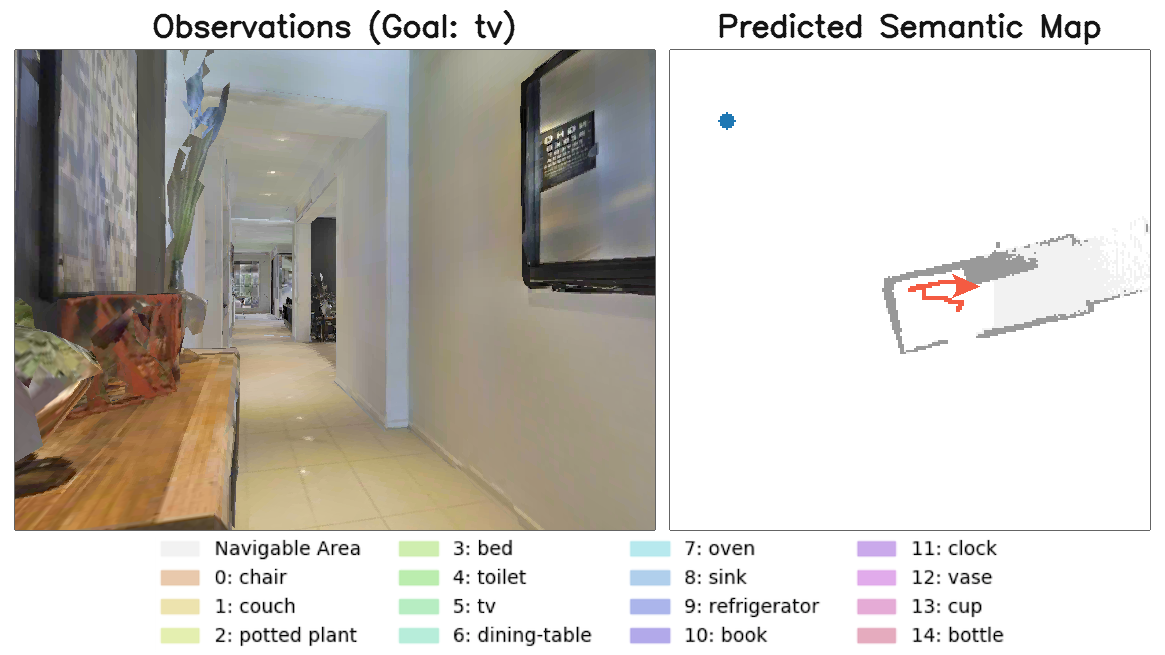 Observations (Goal: tv)
Predicted Semantic Map
Navigable Area
0: chair
1: couch
2: potted plant
3: bed
4: toilet
5: tv
6: dining-table
7: oven
8: sink
9: refrigerator
10: book
11: clock
12: vase
13: cup
14: bottle